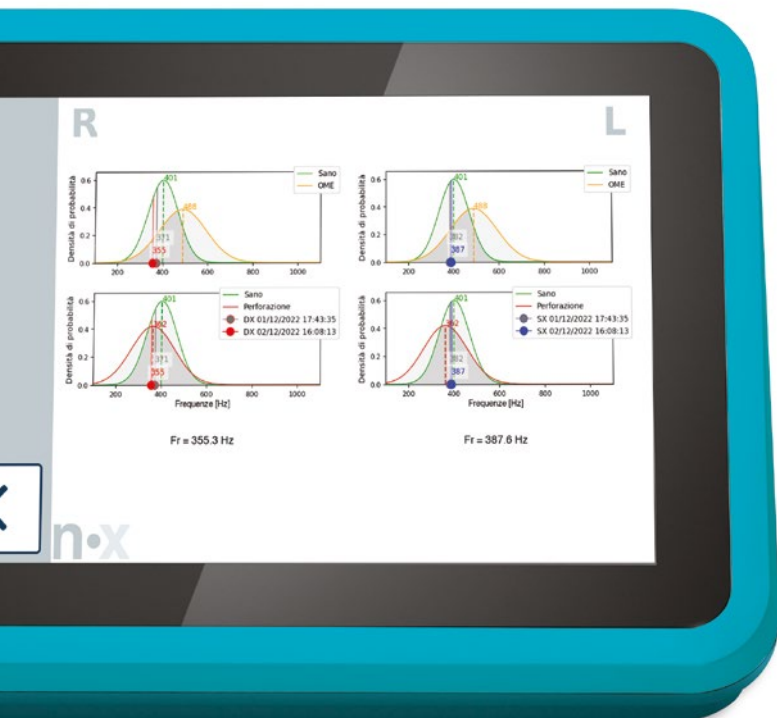 R
L
Densità di probabilità
0.6
0.4
0.2
0.0
401
488
371
355
Sano
OME
200
400
600
800
1000
Densità di probabilità
0.6
0.4
0.2
0.0
401
488
382
387
Sano
OME
200
400
600
800
1000
Densità di probabilità
0.6
0.4
0.2
0.0
401
362
371
355
Sano
Perforazione
DX 01/12/2022 17:43:35
DX 02/12/2022 16:08:13
200
400
600
800
1000
Frequenze [Hz]
Densità di probabilità
0.6
0.4
0.2
0.0
401
362
382
387
Sano
Perforazione
SX 01/12/2022 17:43:35
SX 02/12/2022 16:08:13
200
400
600
800
1000
Frequenze [Hz]
Fr = 355.3 Hz
Fr = 387.6 Hz
n•x